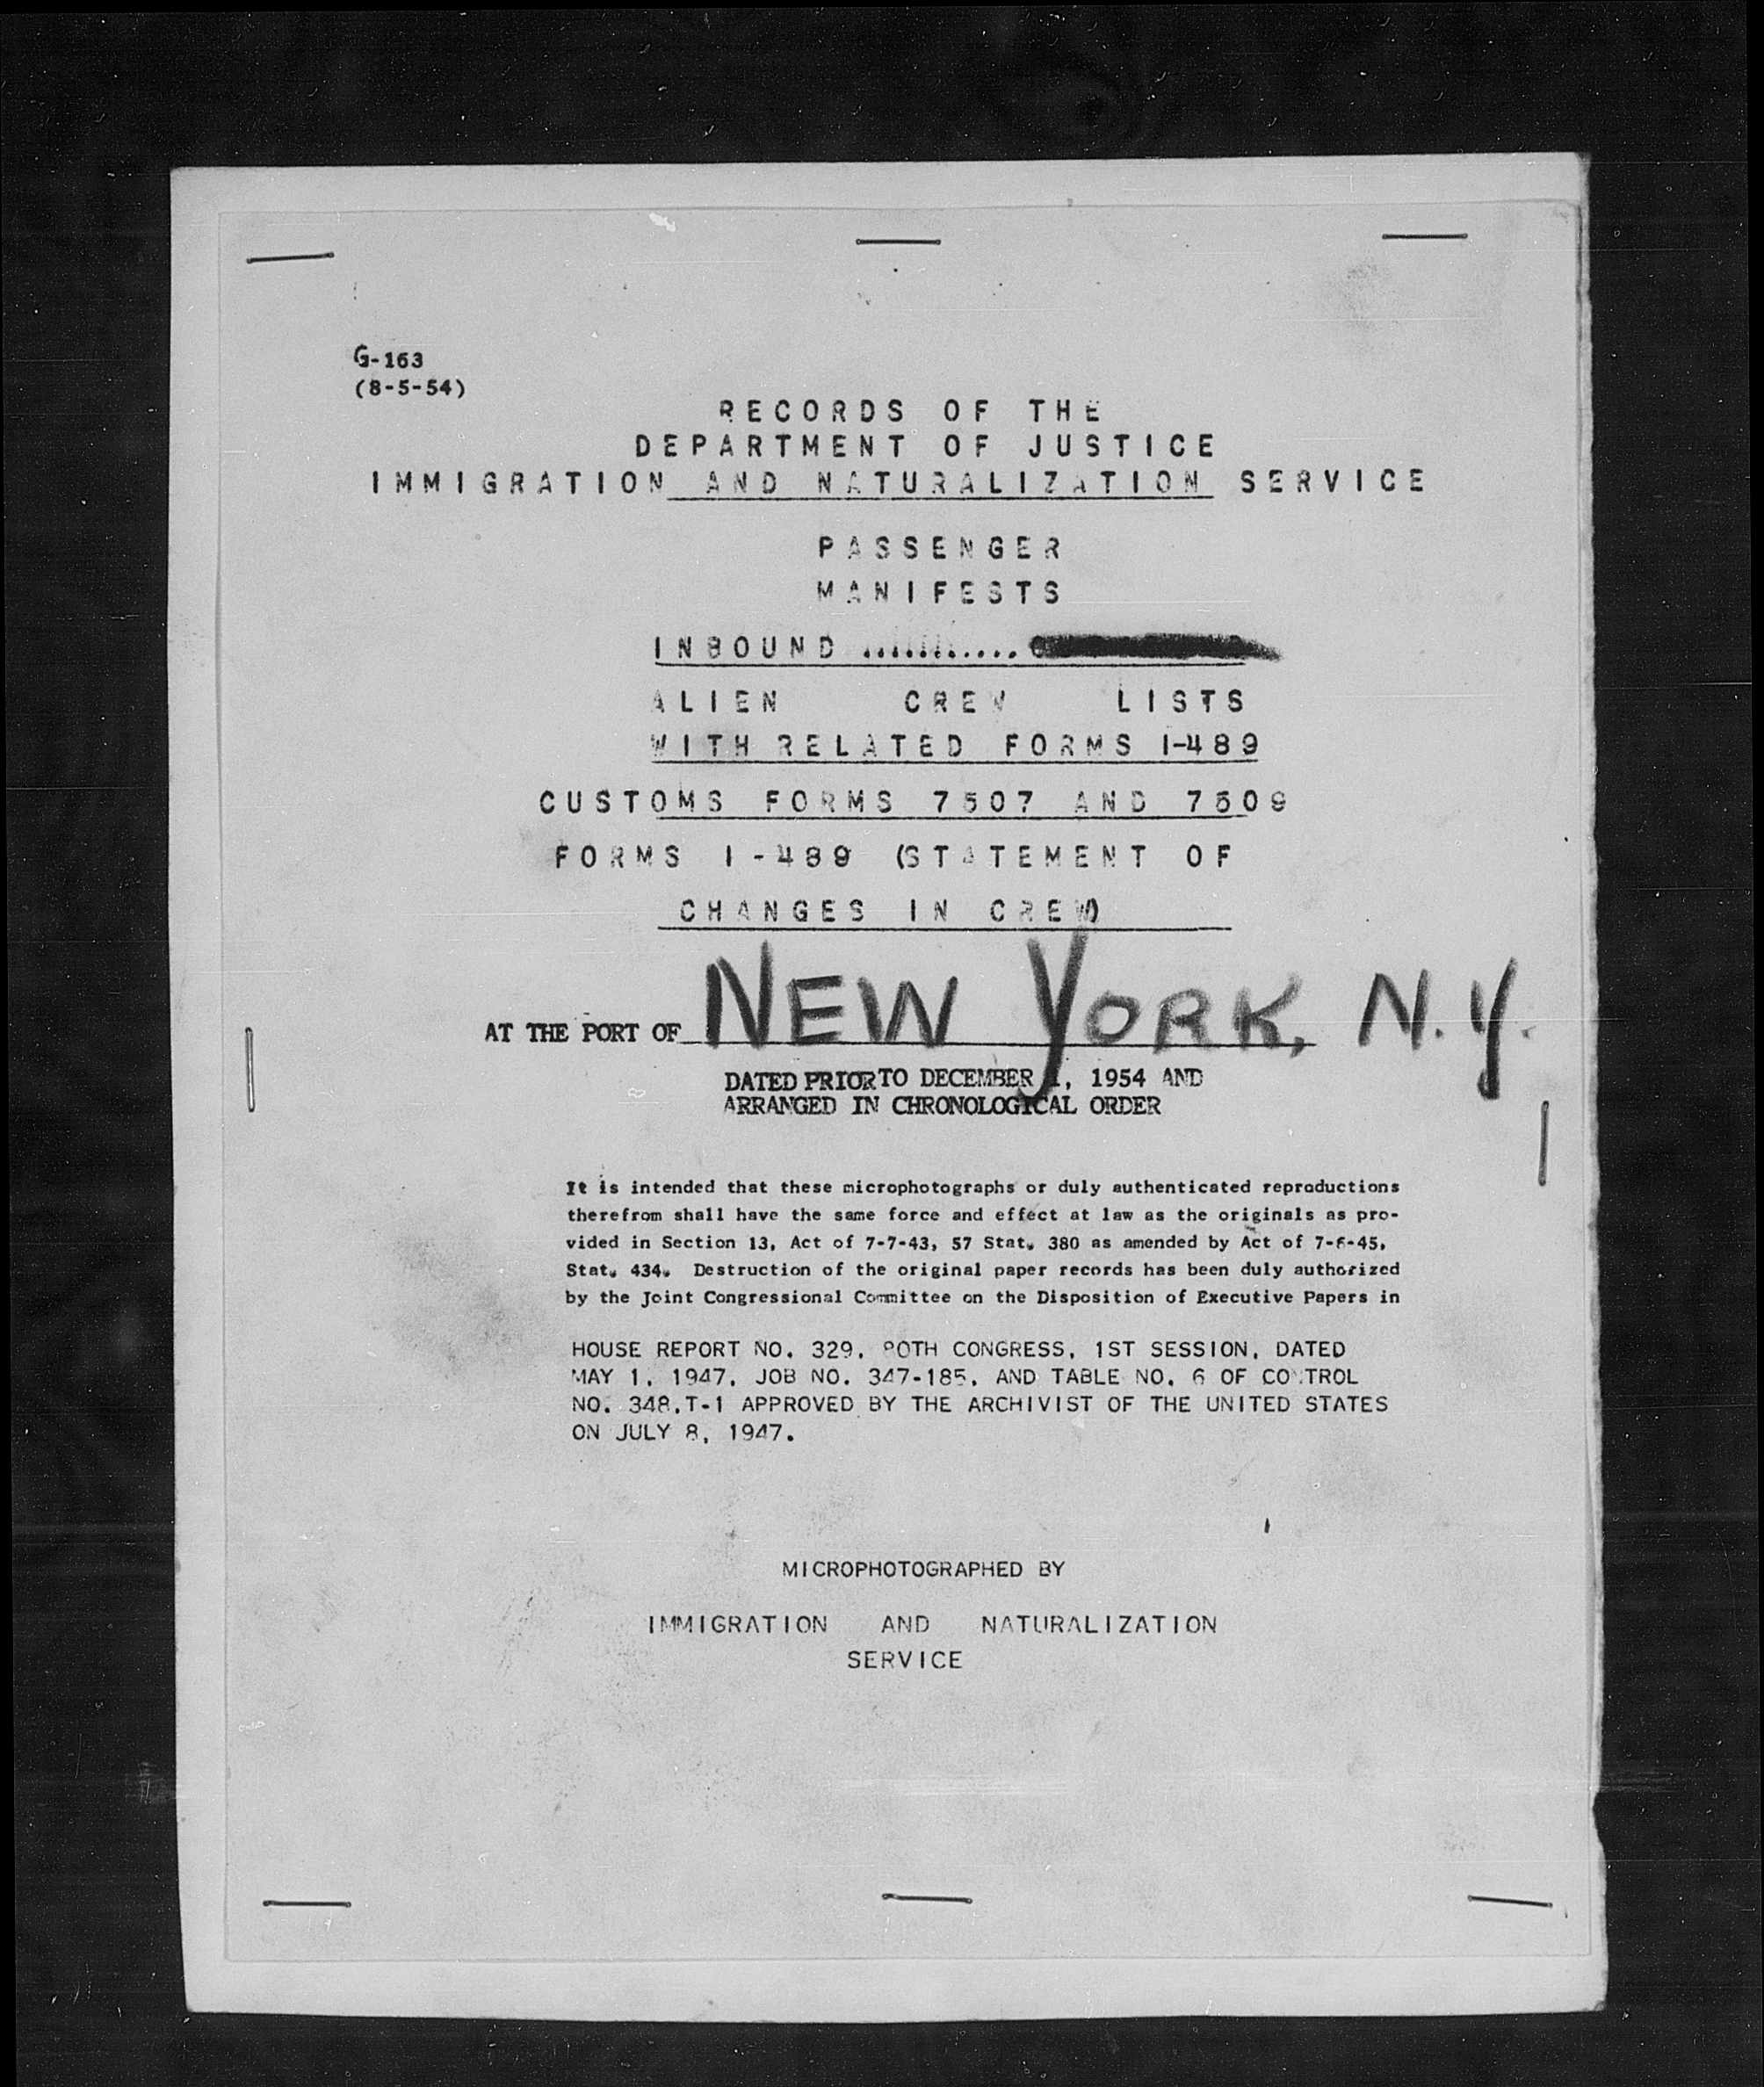 G-163
(8-5-54)
RECORDS OF THE
DEPARTMENT OF JUSTICE
IMMIGRATION AND NATURALIZATION SERVICE
PASSENGER
MANIFESTS
INBOUND ............
ALIEN CREW LISTS
WITH RELATED FORMS I-489
CUSTOMS FORMS 7507 AND 7509
FORMS I-489 (STATEMENT OF
CHANGES IN CREW)
AT THE PORT OF NEW YORK, N.Y.
DATED PRIOR TO DECEMBER 1, 1954 AND
ARRANGED IN CHRONOLOGICAL ORDER
It is intended that these microphotographs or duly authenticated reproductions
therefrom shall have the same force and effect at law as the originals as pro-
vided in Section 13, Act of 7-7-43, 57 Stat. 380 as amended by Act of 7-6-45,
Stat. 434. Destruction of the original paper records has been duly authorized
by the Joint Congressional Committee on the Disposition of Executive Papers in
HOUSE REPORT NO. 329, 80TH CONGRESS, 1ST SESSION, DATED
MAY 1, 1947, JOB NO. 347-185, AND TABLE NO. 6 OF CONTROL
NO. 348.T-1 APPROVED BY THE ARCHIVIST OF THE UNITED STATES
ON JULY 8, 1947.
MICROPHOTOGRAPHED BY
IMMIGRATION AND NATURALIZATION
SERVICE